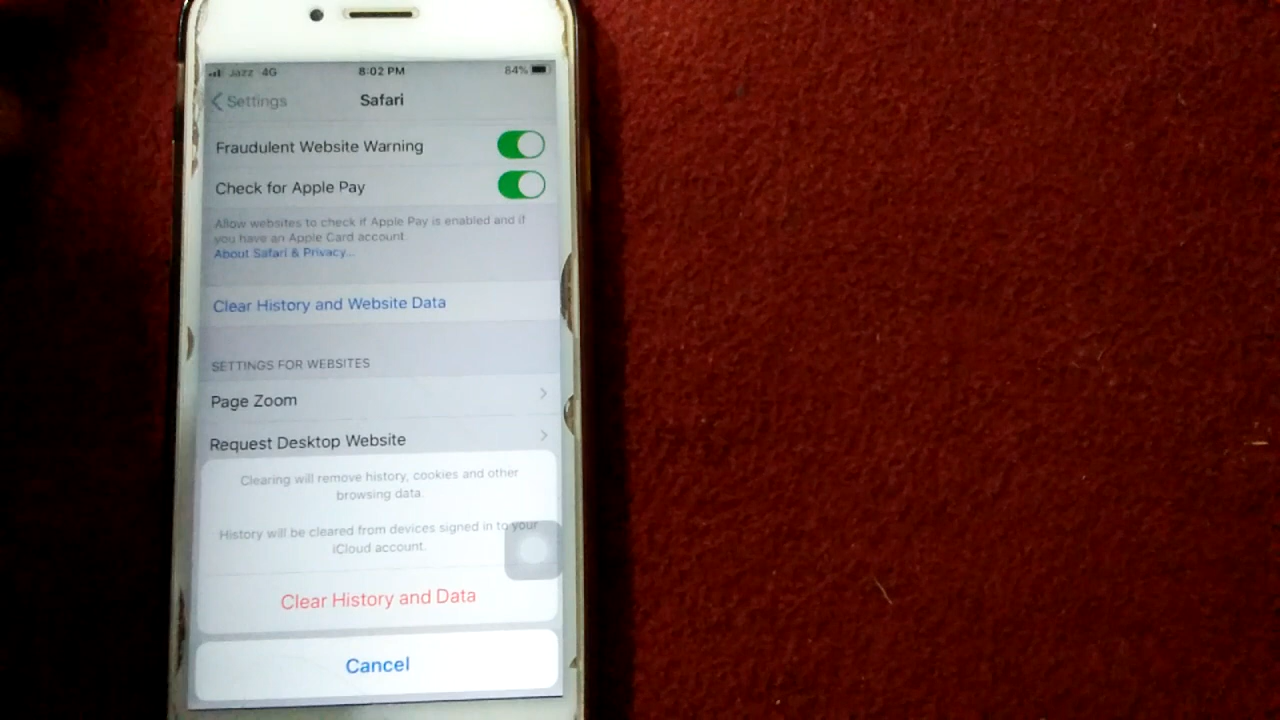 Jazz 4G 8:02 PM 84%
Settings Safari
Fraudulent Website Warning
Check for Apple Pay
Allow websites to check if Apple Pay is enabled and if
you have an Apple Card account.
About Safari & Privacy...
Clear History and Website Data
SETTINGS FOR WEBSITES
Page Zoom
Request Desktop Website
Clearing will remove history, cookies and other
browsing data.
History will be cleared from devices signed in to your
iCloud account.
Clear History and Data
Cancel